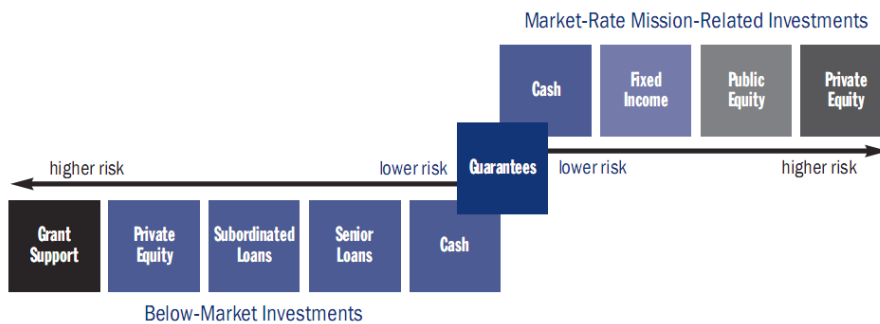 Market-Rate Mission-Related Investments
Cash
Fixed
Income
Public
Equity
Private
Equity
higher risk
lower risk
Guarantees
lower risk
higher risk
Grant
Support
Private
Equity
Subordinated
Loans
Senior
Loans
Cash
Below-Market Investments